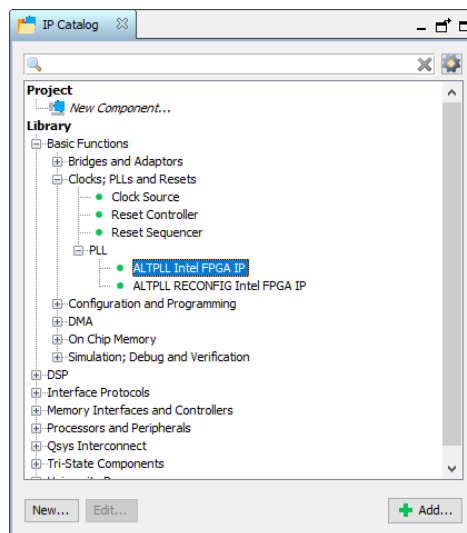 IP Catalog
Project
New Component...
Library
Basic Functions
Bridges and Adaptors
Clocks; PLLs and Resets
Clock Source
Reset Controller
Reset Sequencer
PLL
ALTPLL Intel FPGA IP
ALTPLL RECONFIG Intel FPGA IP
Configuration and Programming
DMA
On Chip Memory
Simulation; Debug and Verification
DSP
Interface Protocols
Memory Interfaces and Controllers
Processors and Peripherals
Qsys Interconnect
Tri-State Components
New... Edit... Add...